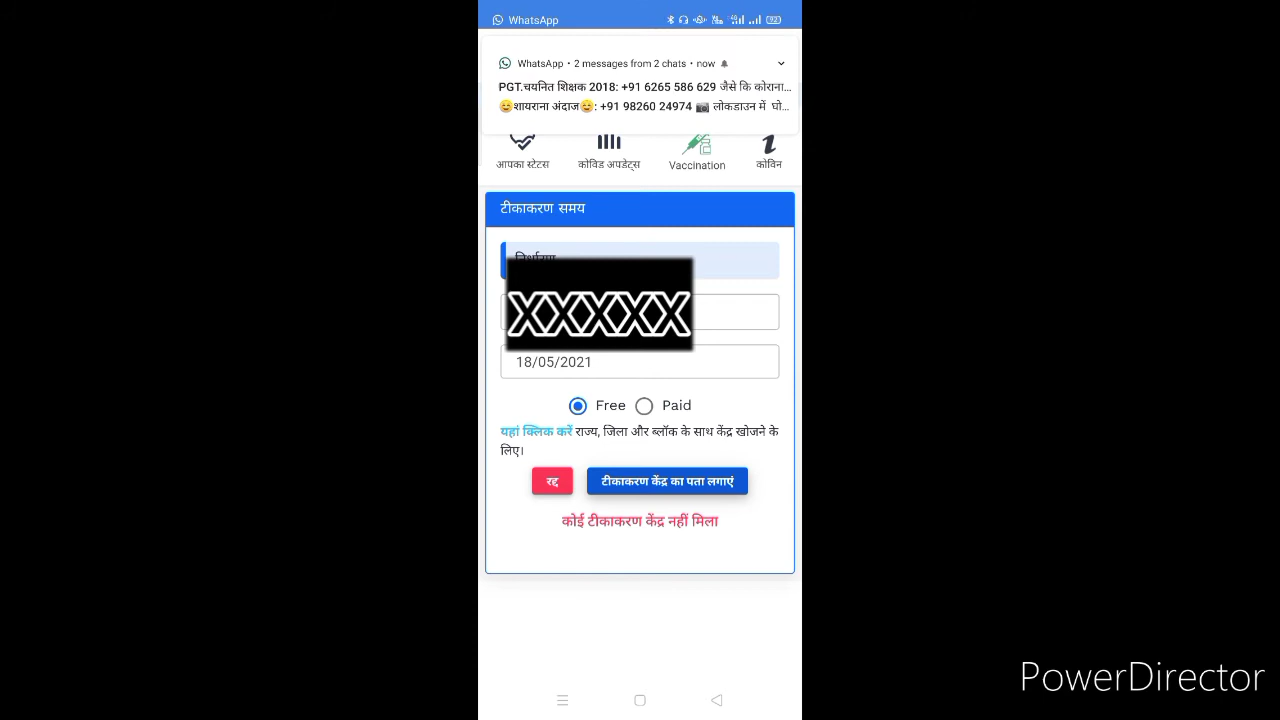 WhatsApp
WhatsApp • 2 messages from 2 chats • now
PGT.चयनित शिक्षक 2018: +91 6265 586 629 जैसे कि कोराना...
😊शायराना अंदाज😊: +91 98260 24974 📷 लोकडाउन में घो...
आपका स्टेटस
कोविड अपडेट्स
Vaccination
कोविन
टीकाकरण समय
XXXXX
18/05/2021
Free
Paid
यहां क्लिक करें राज्य, जिला और ब्लॉक के साथ केंद्र खोजने के
लिए।
रद्द
टीकाकरण केंद्र का पता लगाएं
कोई टीकाकरण केंद्र नहीं मिला
PowerDirector